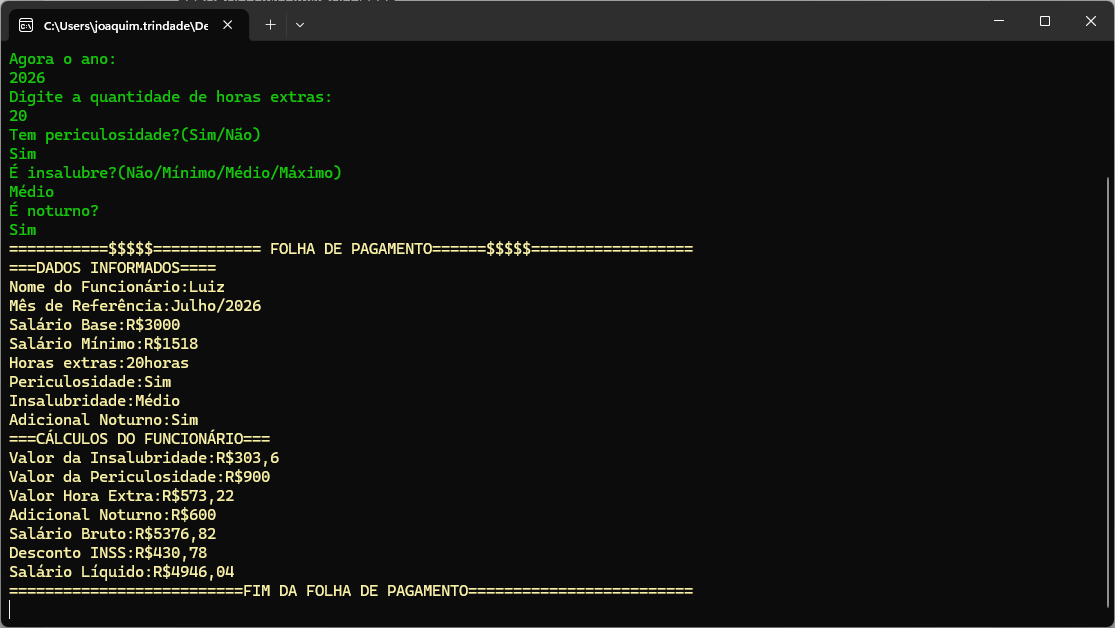 C:\Users\joaquim.trindade\De
Agora o ano:
2026
Digite a quantidade de horas extras:
20
Tem periculosidade?(Sim/Não)
Sim
É insalubre?(Não/Mínimo/Médio/Máximo)
Médio
É noturno?
Sim
===========$$$$$============ FOLHA DE PAGAMENTO======$$$$$==================
===DADOS INFORMADOS====
Nome do Funcionário:Luiz
Mês de Referência:Julho/2026
Salário Base:R$3000
Salário Mínimo:R$1518
Horas extras:20horas
Periculosidade:Sim
Insalubridade:Médio
Adicional Noturno:Sim
===CÁLCULOS DO FUNCIONÁRIO===
Valor da Insalubridade:R$303,6
Valor da Periculosidade:R$900
Valor Hora Extra:R$573,22
Adicional Noturno:R$600
Salário Bruto:R$5376,82
Desconto INSS:R$430,78
Salário Líquido:R$4946,04
==========================FIM DA FOLHA DE PAGAMENTO=========================